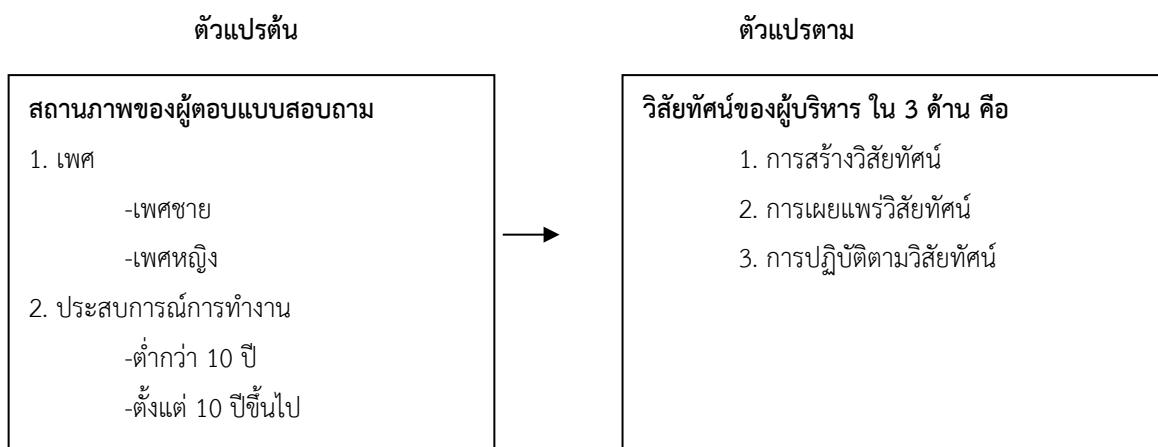 ตัวแปรต้น
ตัวแปรตาม
สถานภาพของผู้ตอบแบบสอบถาม
1. เพศ
-เพศชาย
-เพศหญิง
2. ประสบการณ์การทำงาน
-ต่ำกว่า 10 ปี
-ตั้งแต่ 10 ปีขึ้นไป
วิสัยทัศน์ของผู้บริหาร ใน 3 ด้าน คือ
1. การสร้างวิสัยทัศน์
2. การเผยแพร่วิสัยทัศน์
3. การปฏิบัติตามวิสัยทัศน์